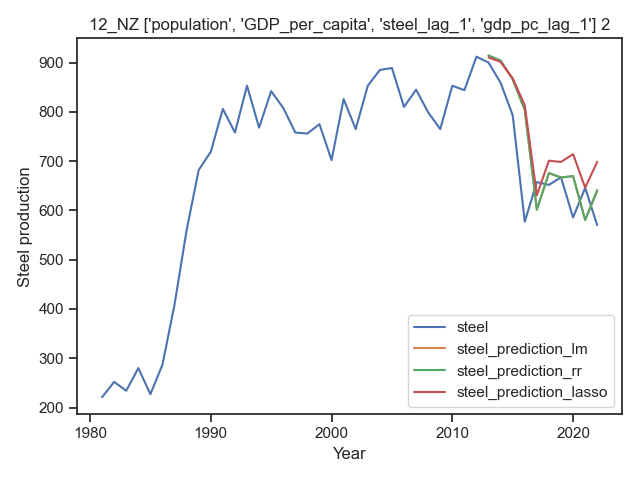 12_NZ ['population', 'GDP_per_capita', 'steel_lag_1', 'gdp_pc_lag_1'] 2
900
800
700
600
500
400
300
200
Steel production
1980
1990
2000
2010
2020
Year
steel
steel_prediction_lm
steel_prediction_rr
steel_prediction_lasso